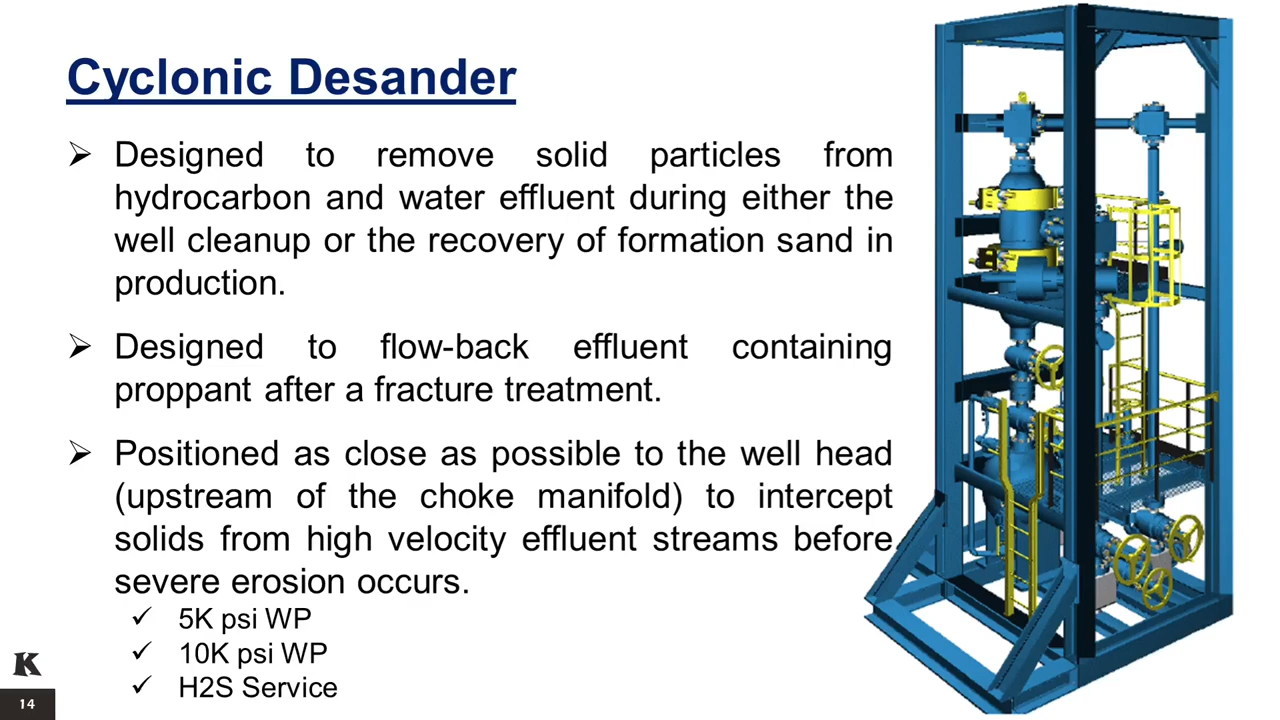 Cyclonic Desander
➢ Designed to remove solid particles from
hydrocarbon and water effluent during either the
well cleanup or the recovery of formation sand in
production.
➢ Designed to flow-back effluent containing
proppant after a fracture treatment.
➢ Positioned as close as possible to the well head
(upstream of the choke manifold) to intercept
solids from high velocity effluent streams before
severe erosion occurs.
✓ 5K psi WP
✓ 10K psi WP
✓ H2S Service
K
14